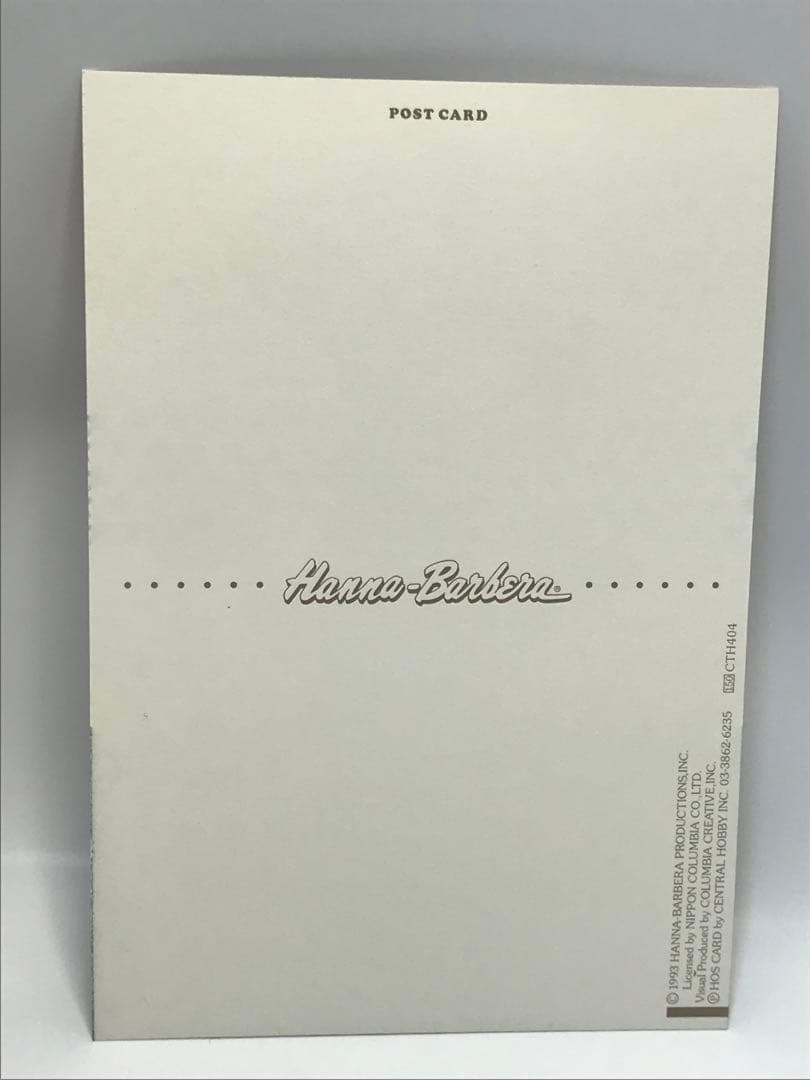 POST CARD
Hanna-Barbera®
© 1993 HANNA-BARBERA PRODUCTIONS,INC.
Licensed by NIPPON COLUMBIA CO.,LTD.
Visual Produced by COLUMBIA CREATIVE,INC.
Ⓟ HOS CARD by CENTRAL HOBBY INC. 03-3862-6235 150 CTH404